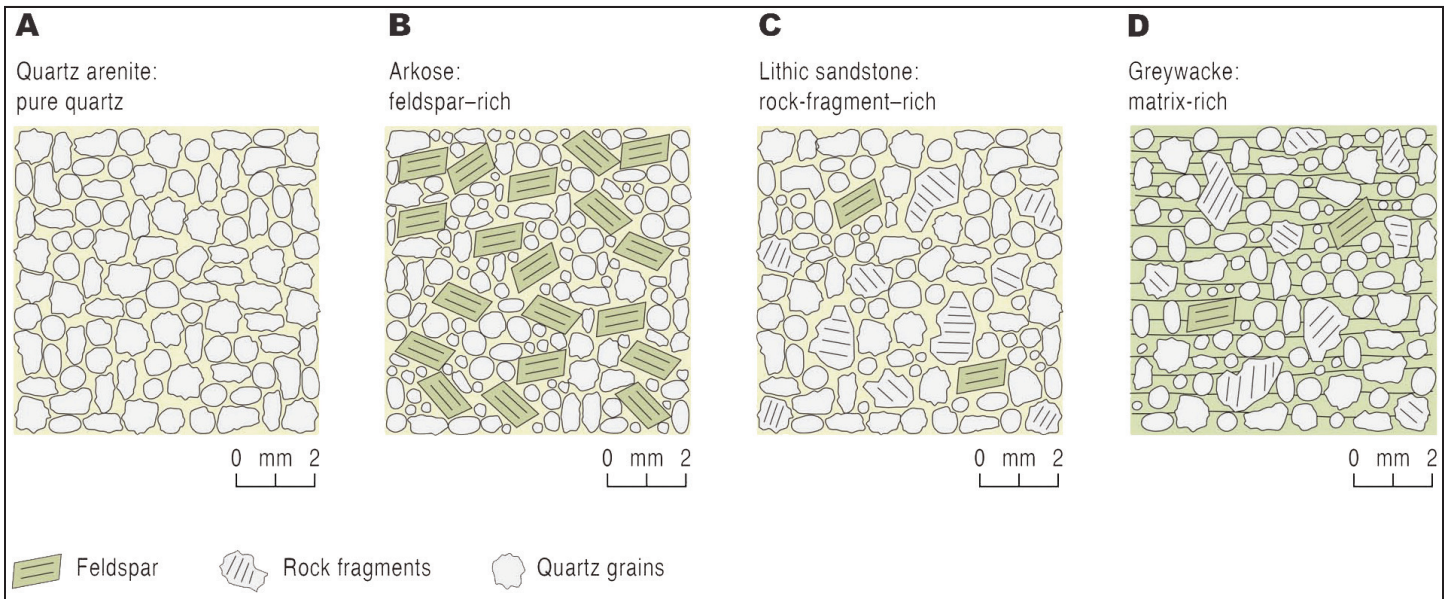 A
Quartz arenite:
pure quartz
0 mm 2
B
Arkose:
feldspar–rich
0 mm 2
C
Lithic sandstone:
rock-fragment–rich
0 mm 2
D
Greywacke:
matrix-rich
0 mm 2
Feldspar
Rock fragments
Quartz grains